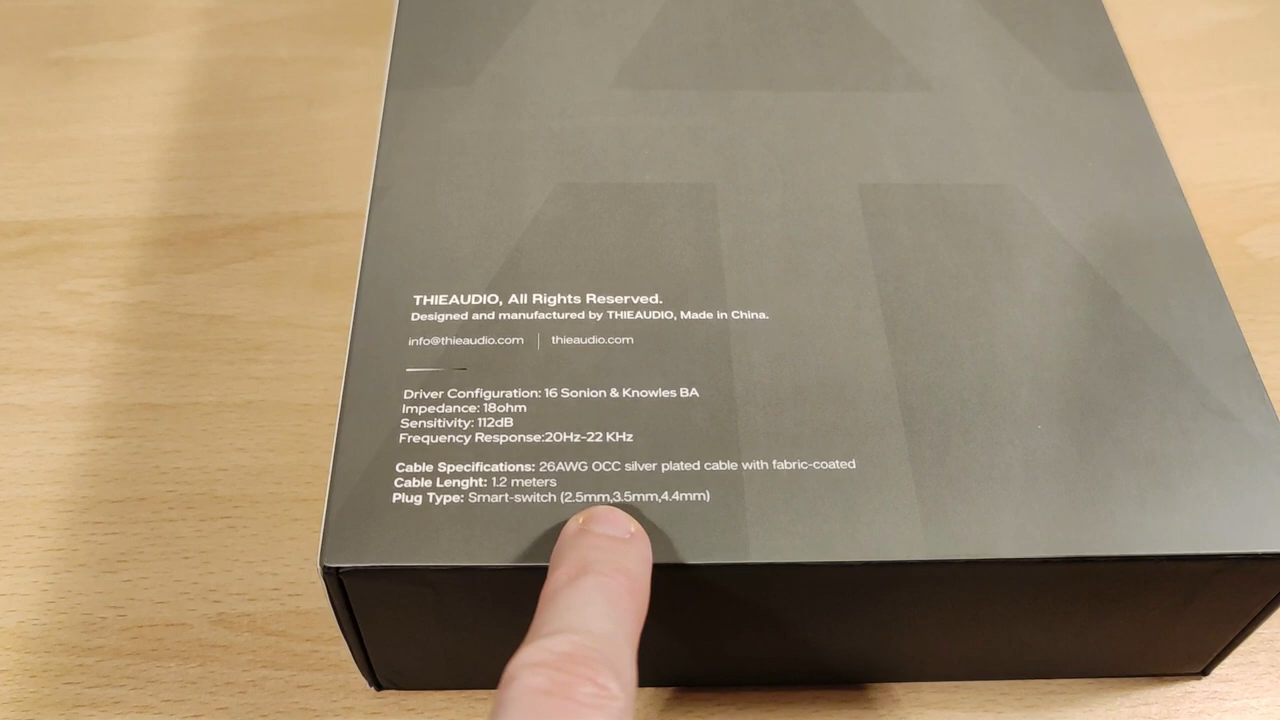 THIEAUDIO, All Rights Reserved.
Designed and manufactured by THIEAUDIO, Made in China.
info@thieaudio.com | thieaudio.com
Driver Configuration: 16 Sonion & Knowles BA
Impedance: 18ohm
Sensitivity: 112dB
Frequency Response:20Hz-22 KHz
Cable Specifications: 26AWG OCC silver plated cable with fabric-coated
Cable Lenght: 1.2 meters
Plug Type: Smart-switch (2.5mm,3.5mm,4.4mm)